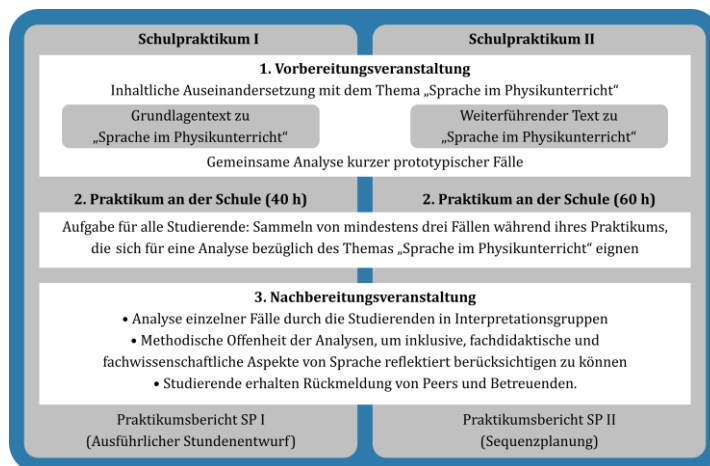 Schulpraktikum I
Schulpraktikum II
1. Vorbereitungsveranstaltung
Inhaltliche Auseinandersetzung mit dem Thema „Sprache im Physikunterricht“
Grundlagentext zu
„Sprache im Physikunterricht“
Weiterführender Text zu
„Sprache im Physikunterricht“
Gemeinsame Analyse kurzer prototypischer Fälle
2. Praktikum an der Schule (40 h)
2. Praktikum an der Schule (60 h)
Aufgabe für alle Studierende: Sammeln von mindestens drei Fällen während ihres Praktikums,
die sich für eine Analyse bezüglich des Themas „Sprache im Physikunterricht“ eignen
3. Nachbereitungsveranstaltung
• Analyse einzelner Fälle durch die Studierenden in Interpretationsgruppen
• Methodische Offenheit der Analysen, um inklusive, fachdidaktische und
fachwissenschaftliche Aspekte von Sprache reflektiert berücksichtigen zu können
• Studierende erhalten Rückmeldung von Peers und Betreuenden.
Praktikumsbericht SP I
(Ausführlicher Stundenentwurf)
Praktikumsbericht SP II
(Sequenzplanung)